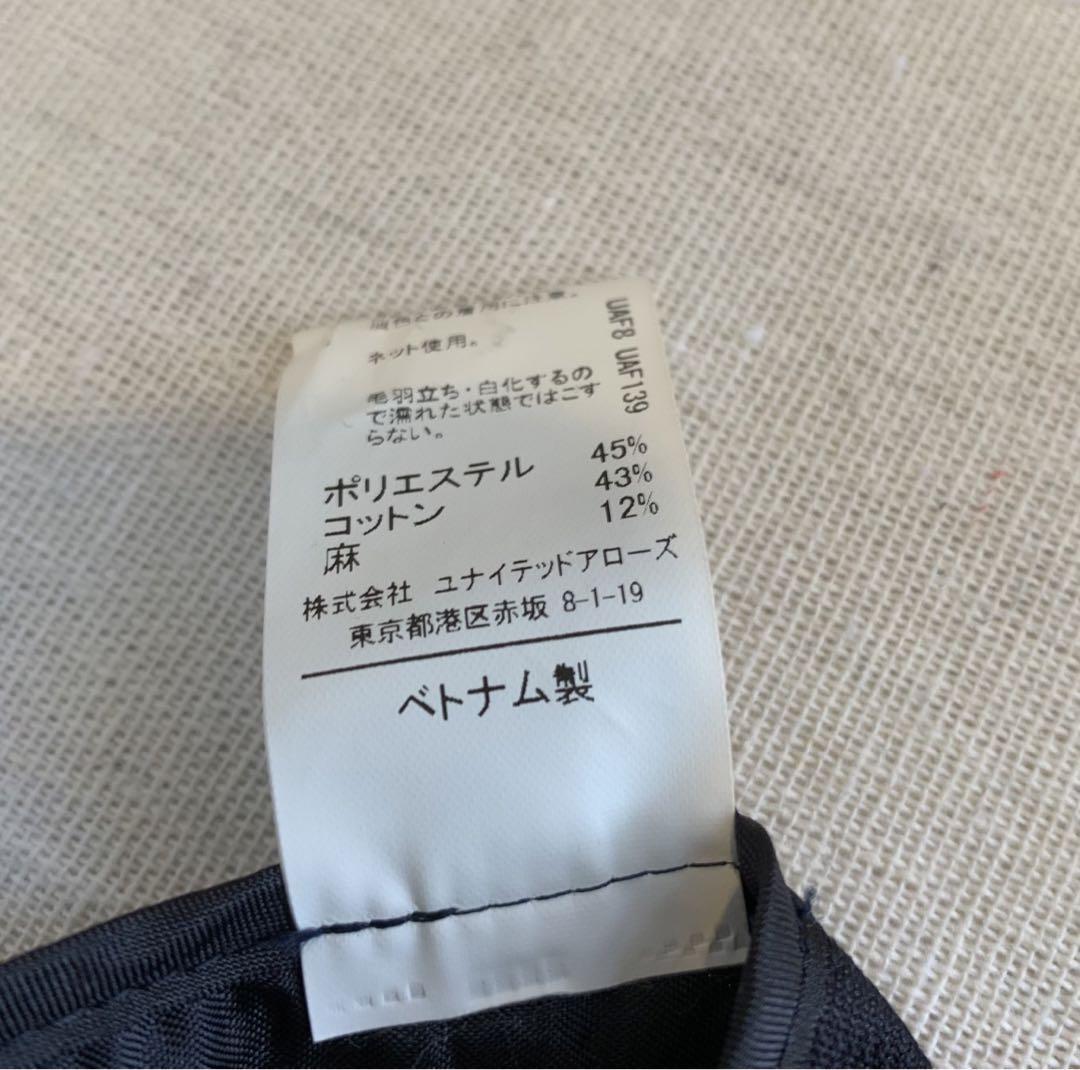 ネット使用。
毛羽立ち・白化するの
で濡れた状態ではこす
らない。
UAF8 UAF139
ポリエステル 45%
コットン 43%
麻 12%
株式会社 ユナイテッドアローズ
東京都港区赤坂 8-1-19
ベトナム製